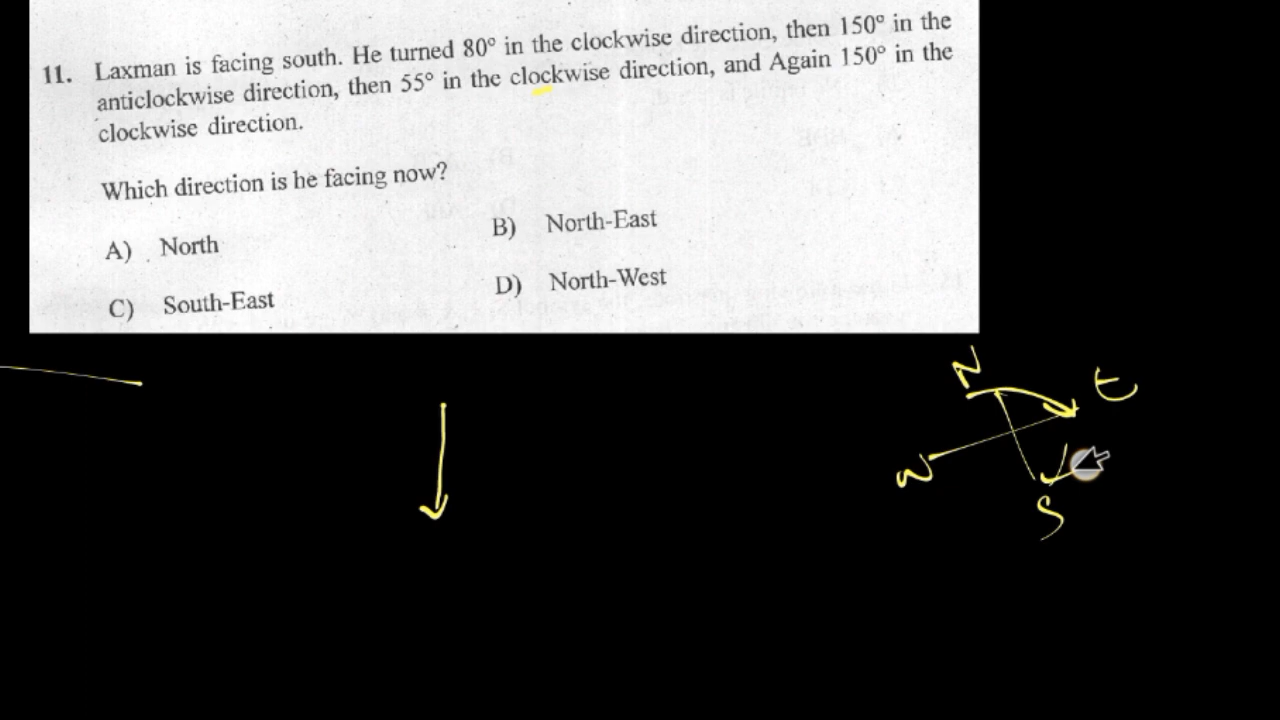 11. Laxman is facing south. He turned 80° in the clockwise direction, then 150° in the
anticlockwise direction, then 55° in the clockwise direction, and Again 150° in the
clockwise direction.
Which direction is he facing now?
A) North
B) North-East
C) South-East
D) North-West
N
E
W
S